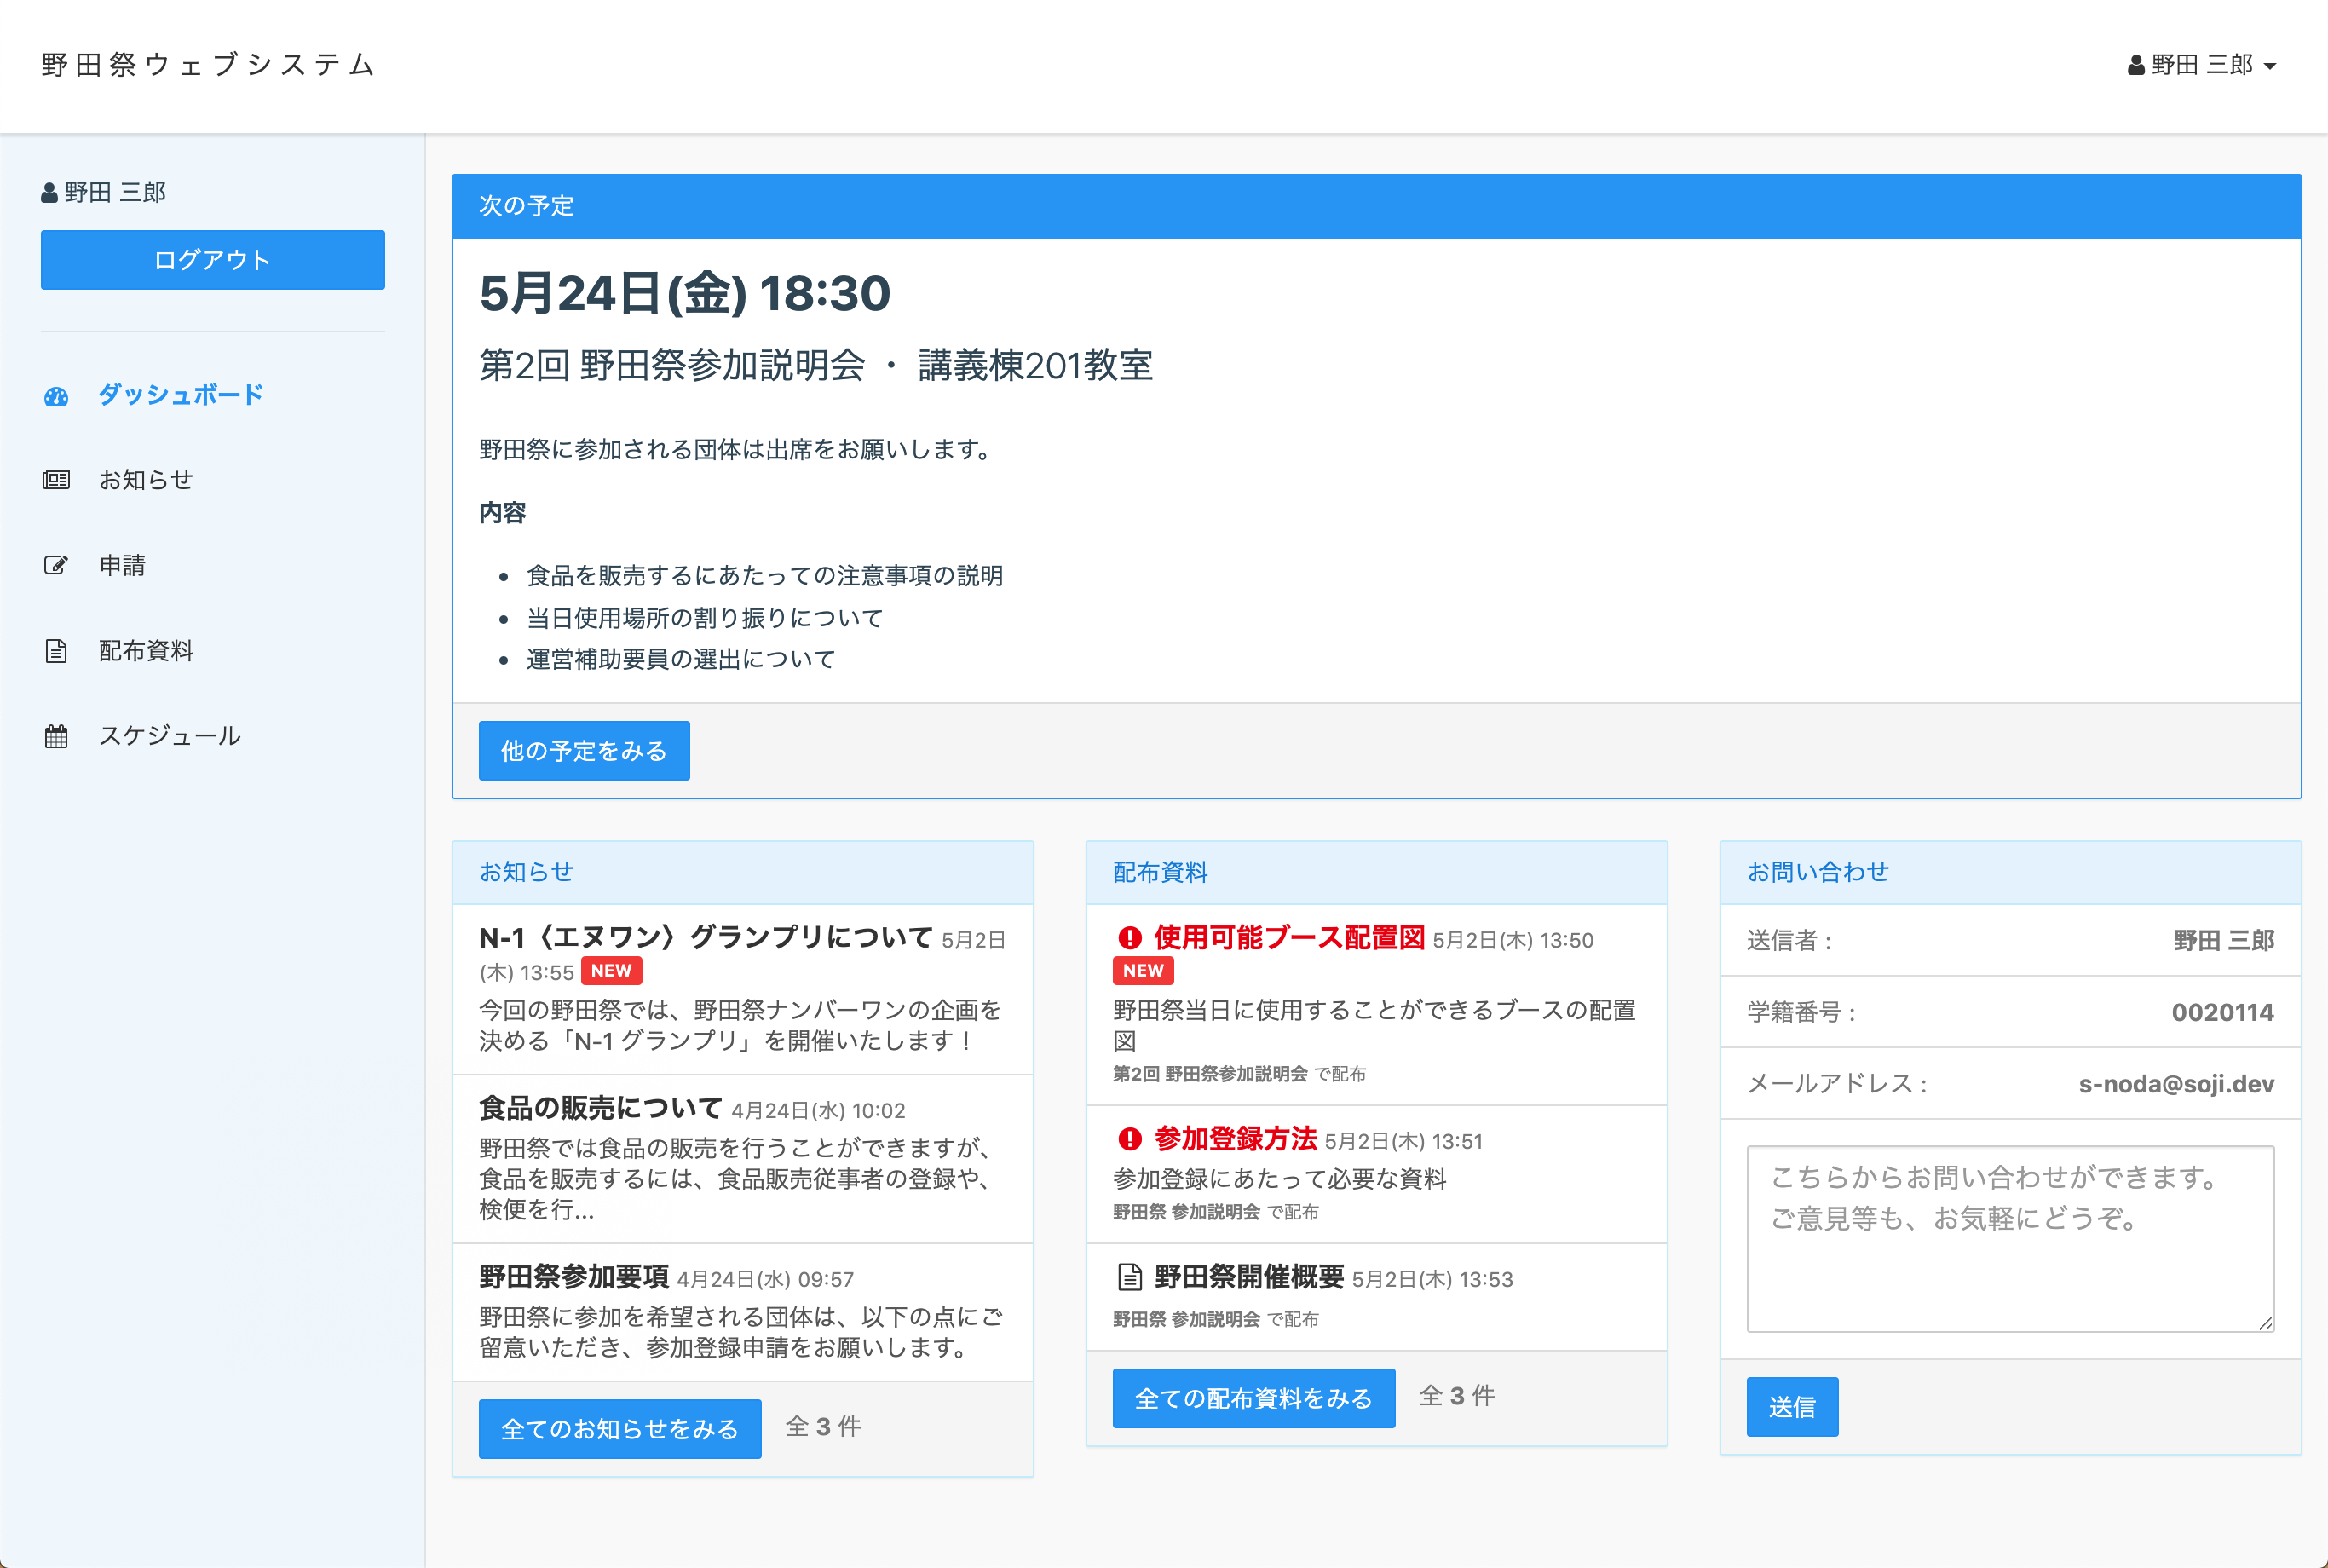 野田祭ウェブシステム
野田 三郎
野田 三郎
ログアウト
ダッシュボード
お知らせ
申請
配布資料
スケジュール
次の予定
5月24日(金) 18:30
第2回 野田祭参加説明会 ・ 講義棟201教室
野田祭に参加される団体は出席をお願いします。
内容
食品を販売するにあたっての注意事項の説明
当日使用場所の割り振りについて
運営補助要員の選出について
他の予定をみる
お知らせ
N-1〈エヌワン〉グランプリについて 5月2日
(木) 13:55 NEW
今回の野田祭では、野田祭ナンバーワンの企画を
決める「N-1 グランプリ」を開催いたします！
食品の販売について 4月24日(水) 10:02
野田祭では食品の販売を行うことができますが、
食品を販売するには、食品販売従事者の登録や、
検便を行...
野田祭参加要項 4月24日(水) 09:57
野田祭に参加を希望される団体は、以下の点にご
留意いただき、参加登録申請をお願いします。
全てのお知らせをみる 全 3 件
配布資料
使用可能ブース配置図 5月2日(木) 13:50
NEW
野田祭当日に使用することができるブースの配置
図
第2回 野田祭参加説明会 で配布
参加登録方法 5月2日(木) 13:51
参加登録にあたって必要な資料
野田祭 参加説明会 で配布
野田祭開催概要 5月2日(木) 13:53
野田祭 参加説明会 で配布
全ての配布資料をみる 全 3 件
お問い合わせ
送信者 : 野田 三郎
学籍番号 : 0020114
メールアドレス : s-noda@soji.dev
こちらからお問い合わせができます。
ご意見等も、お気軽にどうぞ。
送信